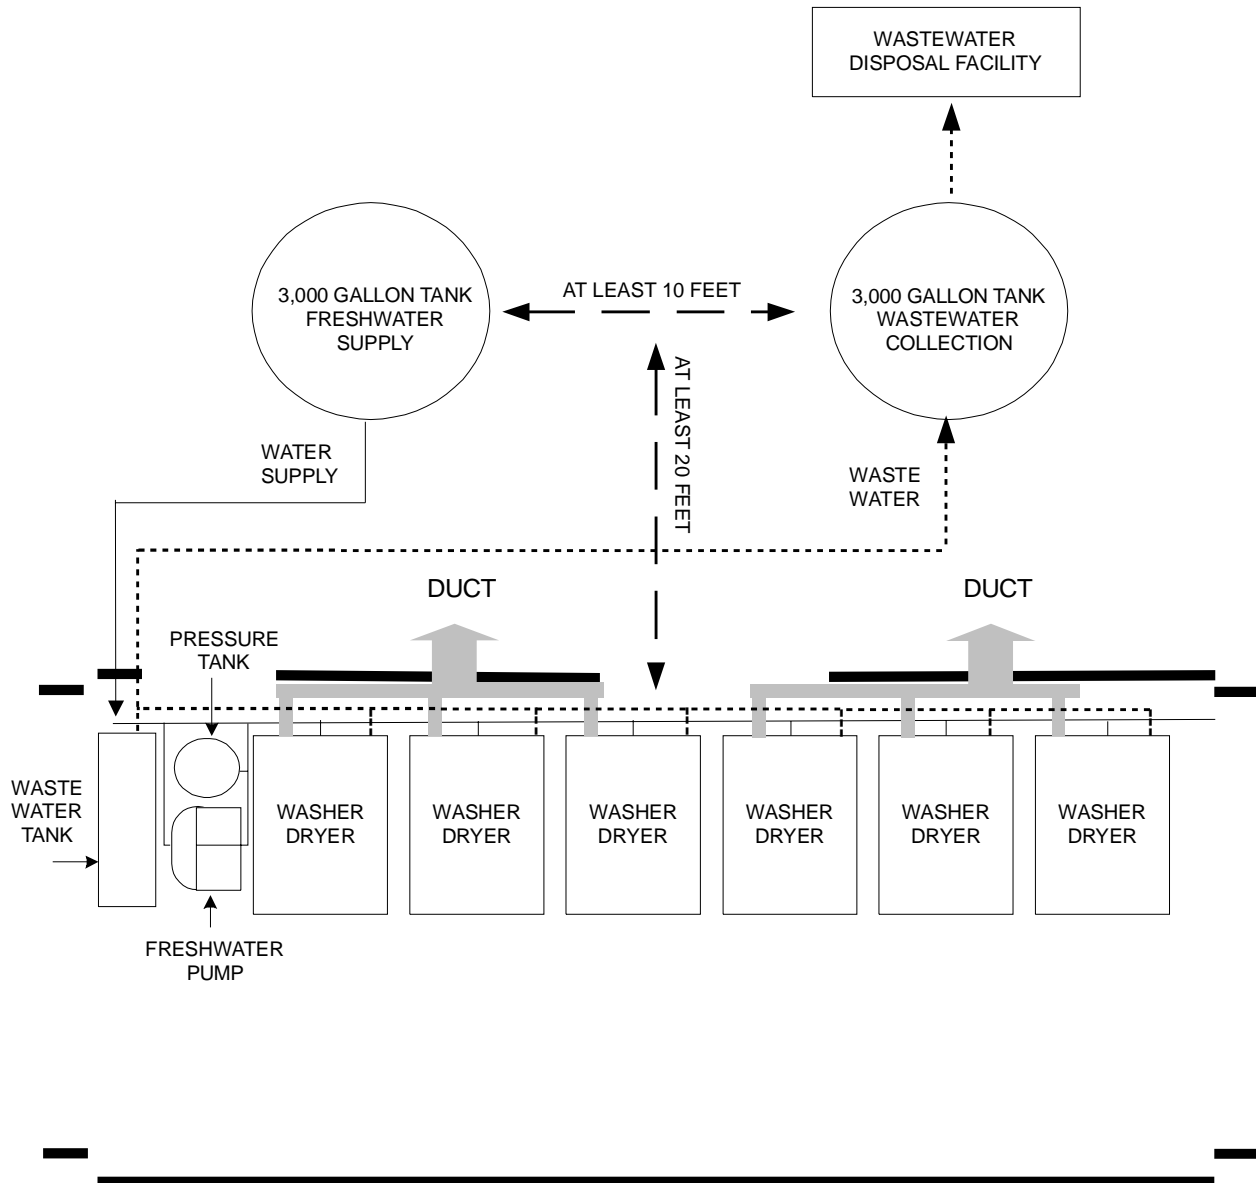 WASTEWATER
DISPOSAL FACILITY
3,000 GALLON TANK
FRESHWATER
SUPPLY
AT LEAST 10 FEET
3,000 GALLON TANK
WASTEWATER
COLLECTION
AT LEAST 20 FEET
WATER
SUPPLY
WASTE
WATER
DUCT
DUCT
PRESSURE
TANK
WASTE
WATER
TANK
WASHER
DRYER
WASHER
DRYER
WASHER
DRYER
WASHER
DRYER
WASHER
DRYER
WASHER
DRYER
FRESHWATER
PUMP